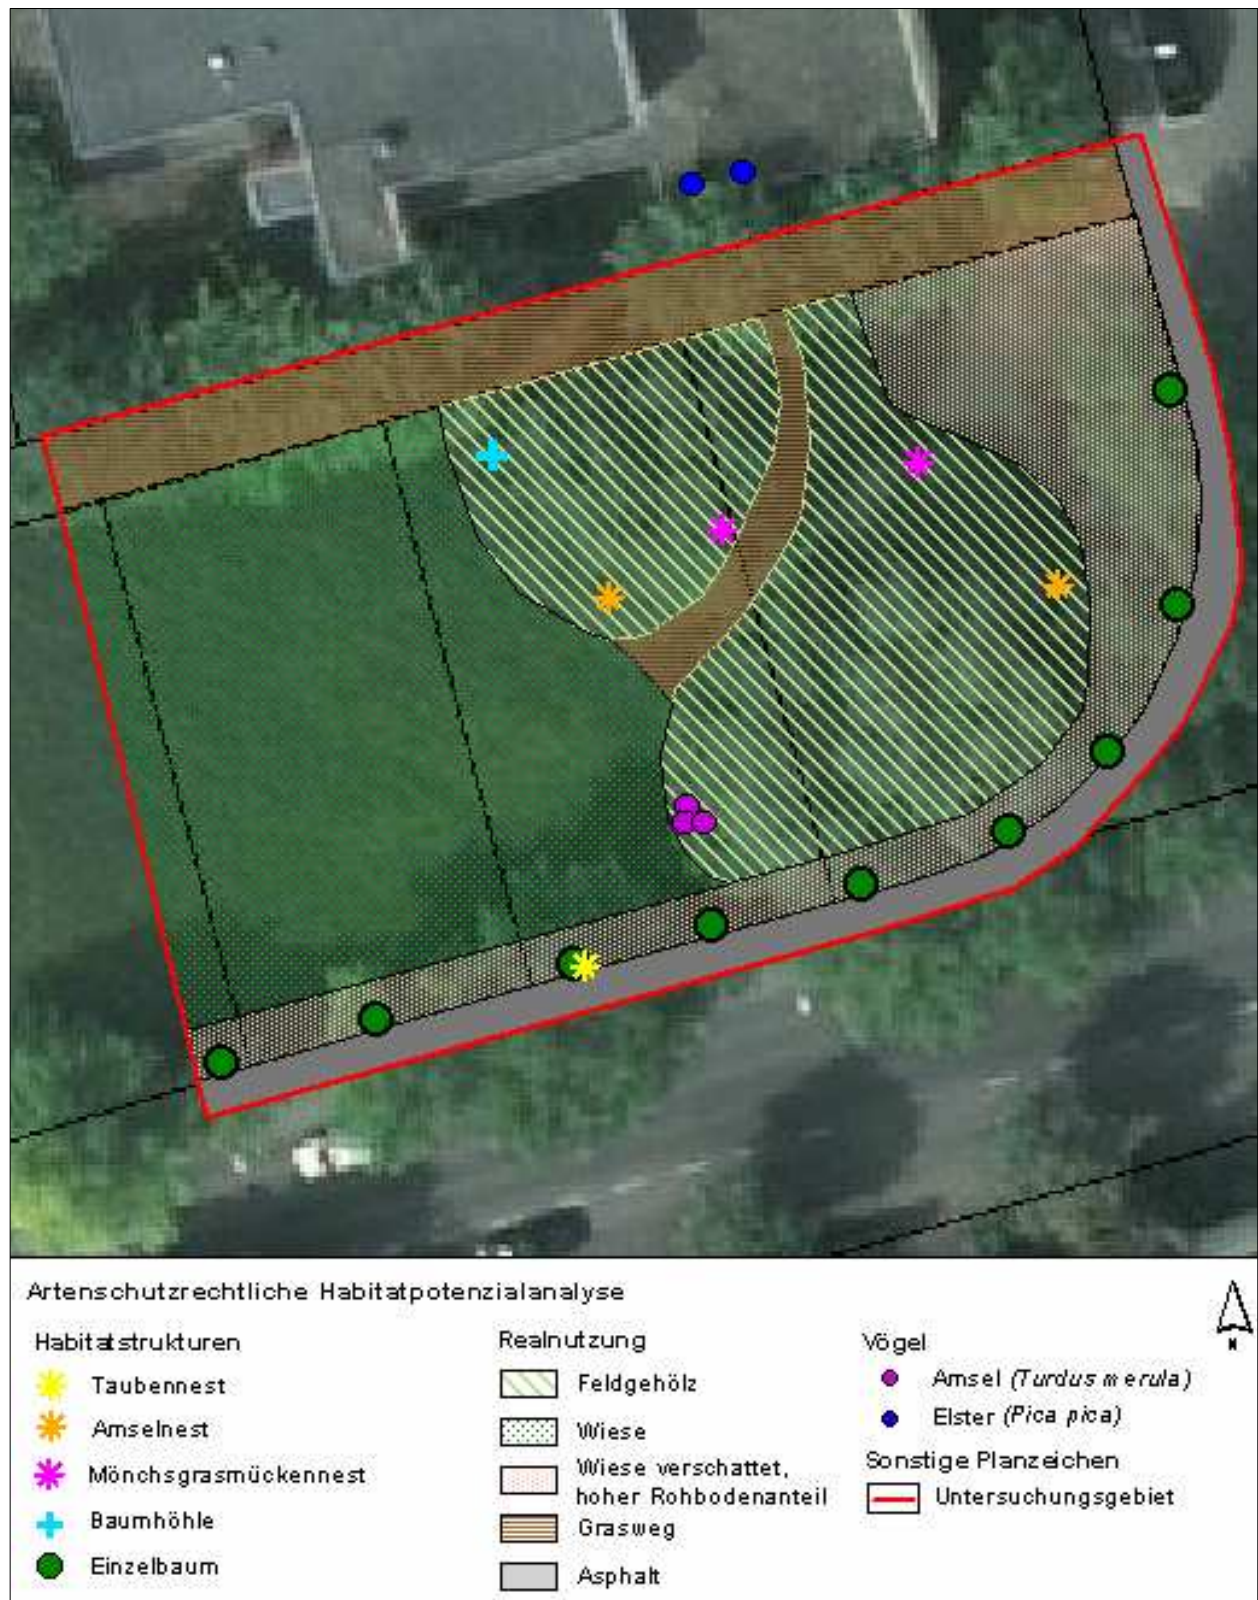 Artenschutzrechtliche Habitatpotenzialanalyse
Habitatstrukturen
Taubennest
Amselnest
Mönchsgrasmückennest
Baumhöhle
Einzelbaum
Realnutzung
Feldgehölz
Wiese
Wiese verschattet,
hoher Rohbodenanteil
Grasweg
Asphalt
Vögel
Amsel (Turdus merula)
Elster (Pica pica)
Sonstige Planzeichen
Untersuchungsgebiet